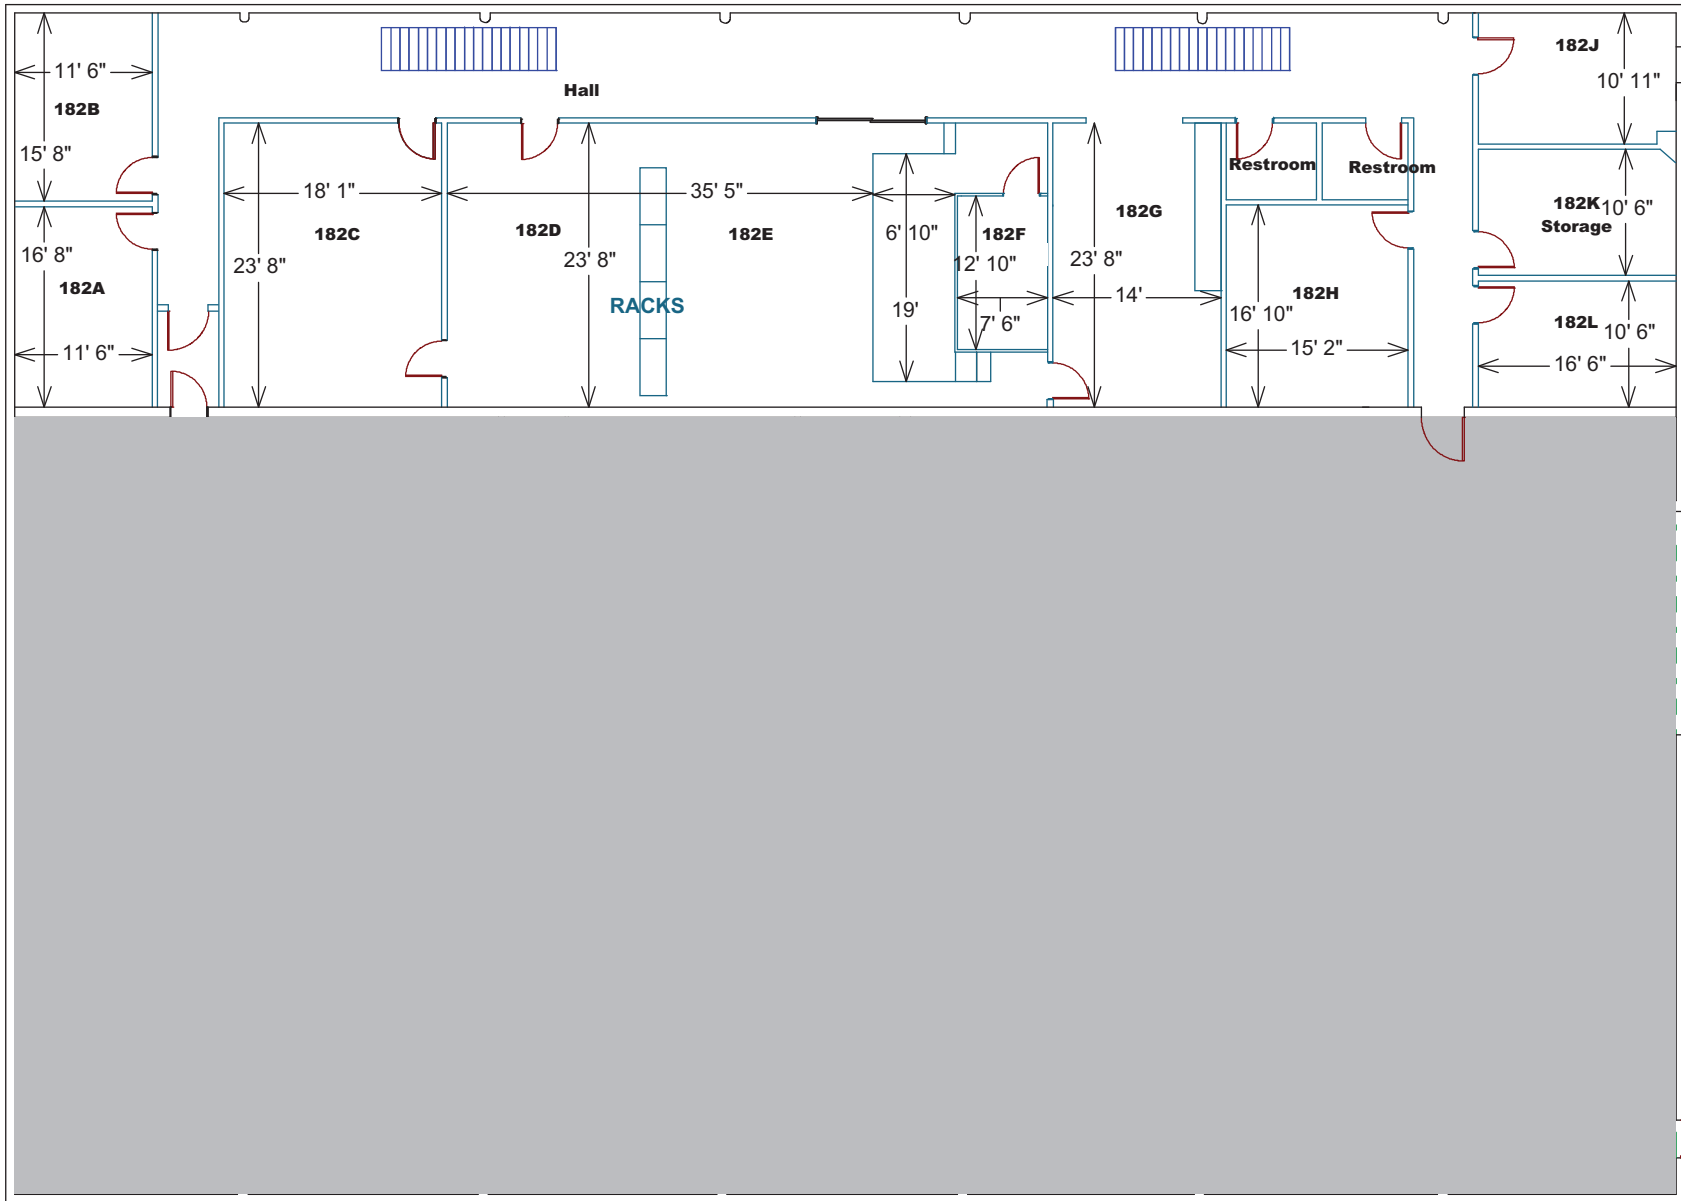 182J
11' 6"
10' 11"
Hall
182B
15' 8"
Restroom
Restroom
18' 1"
35' 5"
182K
10' 6"
182G
Storage
182C
182D
182E
6' 10"
182F
16' 8"
23' 8"
23' 8"
12' 10"
23' 8"
182A
182H
14'
RACKS
19'
16' 10"
7' 6"
182L
10' 6"
11' 6"
15' 2"
16' 6"